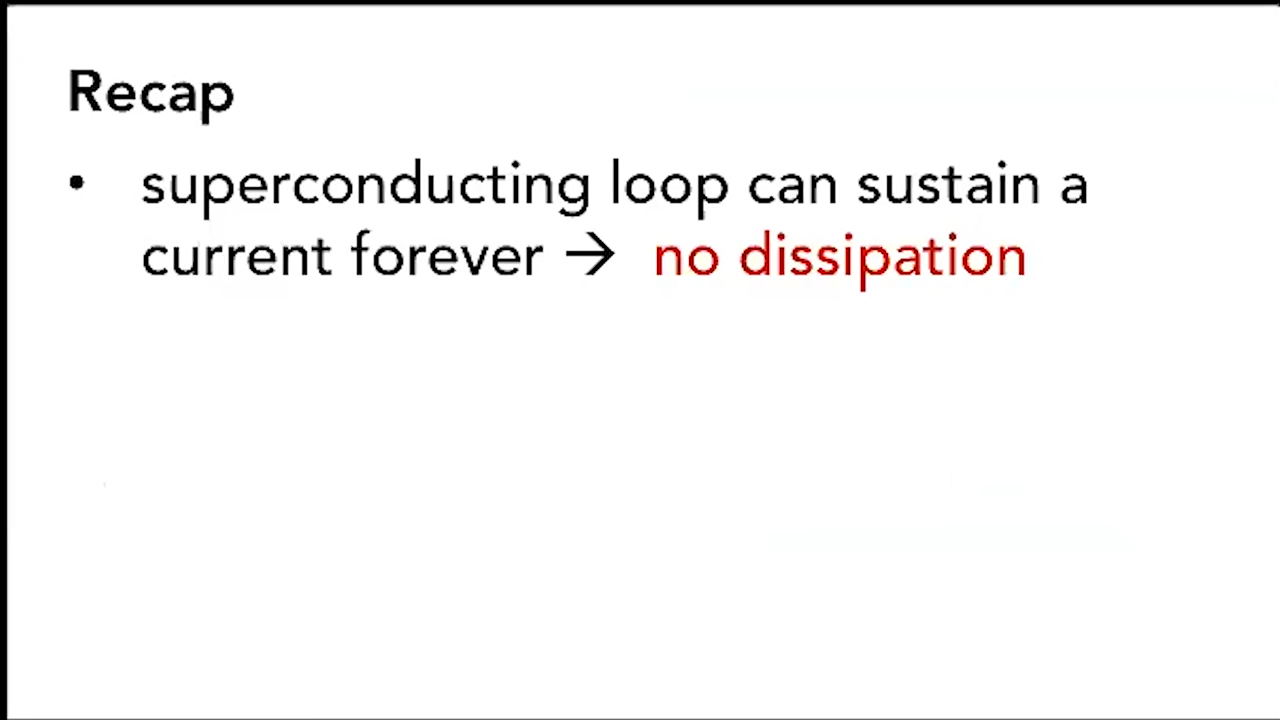 Recap
• superconducting loop can sustain a
current forever → no dissipation